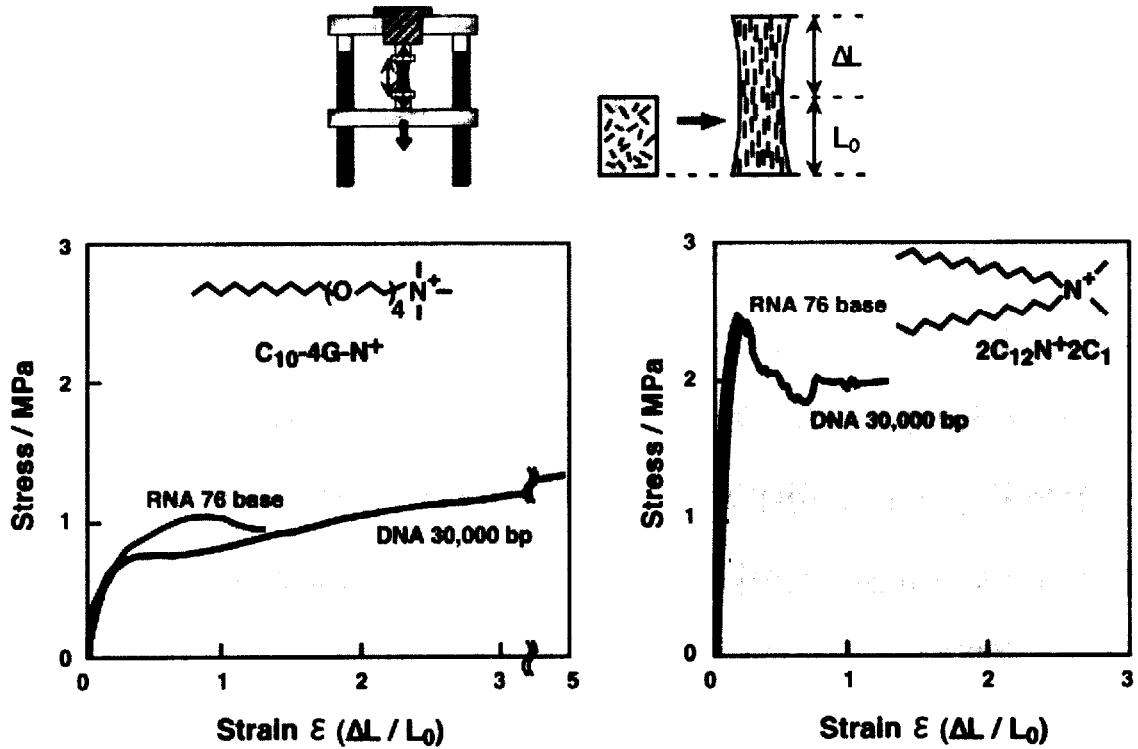 ΔL
L₀
3
2
1
0
Stress / MPa
(O
)4
N⁺
C₁₀-4G-N⁺
RNA 76 base
DNA 30,000 bp
0 1 2 3 5
Strain ε (ΔL / L₀)
3
2
1
0
Stress / MPa
N⁺
RNA 76 base
2C₁₂N⁺2C₁
DNA 30,000 bp
0 1 2 3
Strain ε (ΔL / L₀)